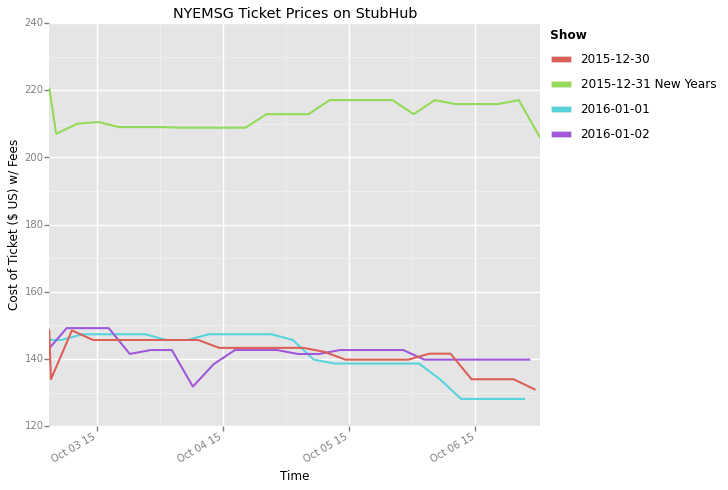 NYEMSG Ticket Prices on StubHub
240
220
200
180
160
140
120
Cost of Ticket ($ US) w/ Fees
Oct 03 15
Oct 04 15
Oct 05 15
Oct 06 15
Time
Show
2015-12-30
2015-12-31 New Years
2016-01-01
2016-01-02